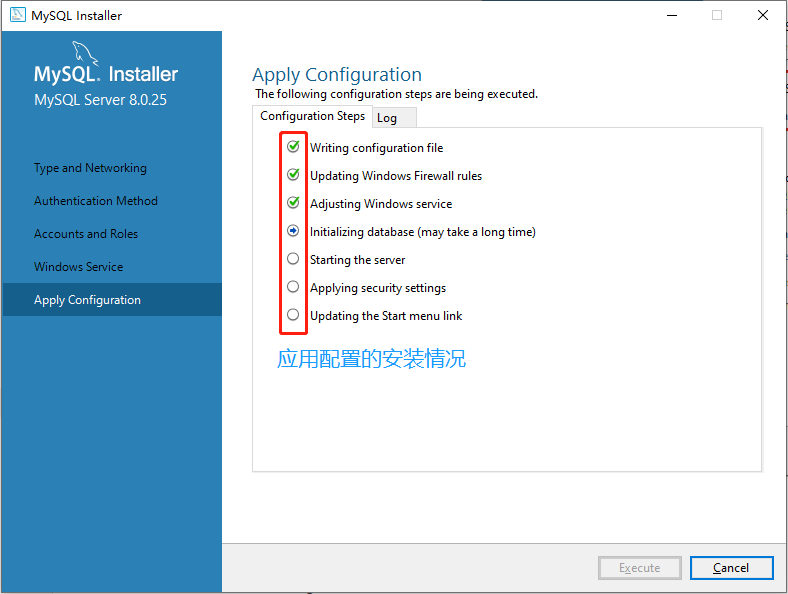 MySQL Installer
MySQL. Installer
MySQL Server 8.0.25
Type and Networking
Authentication Method
Accounts and Roles
Windows Service
Apply Configuration
Apply Configuration
The following configuration steps are being executed.
Configuration Steps
Log
Writing configuration file
Updating Windows Firewall rules
Adjusting Windows service
Initializing database (may take a long time)
Starting the server
Applying security settings
Updating the Start menu link
应用配置的安装情况
Execute
Cancel